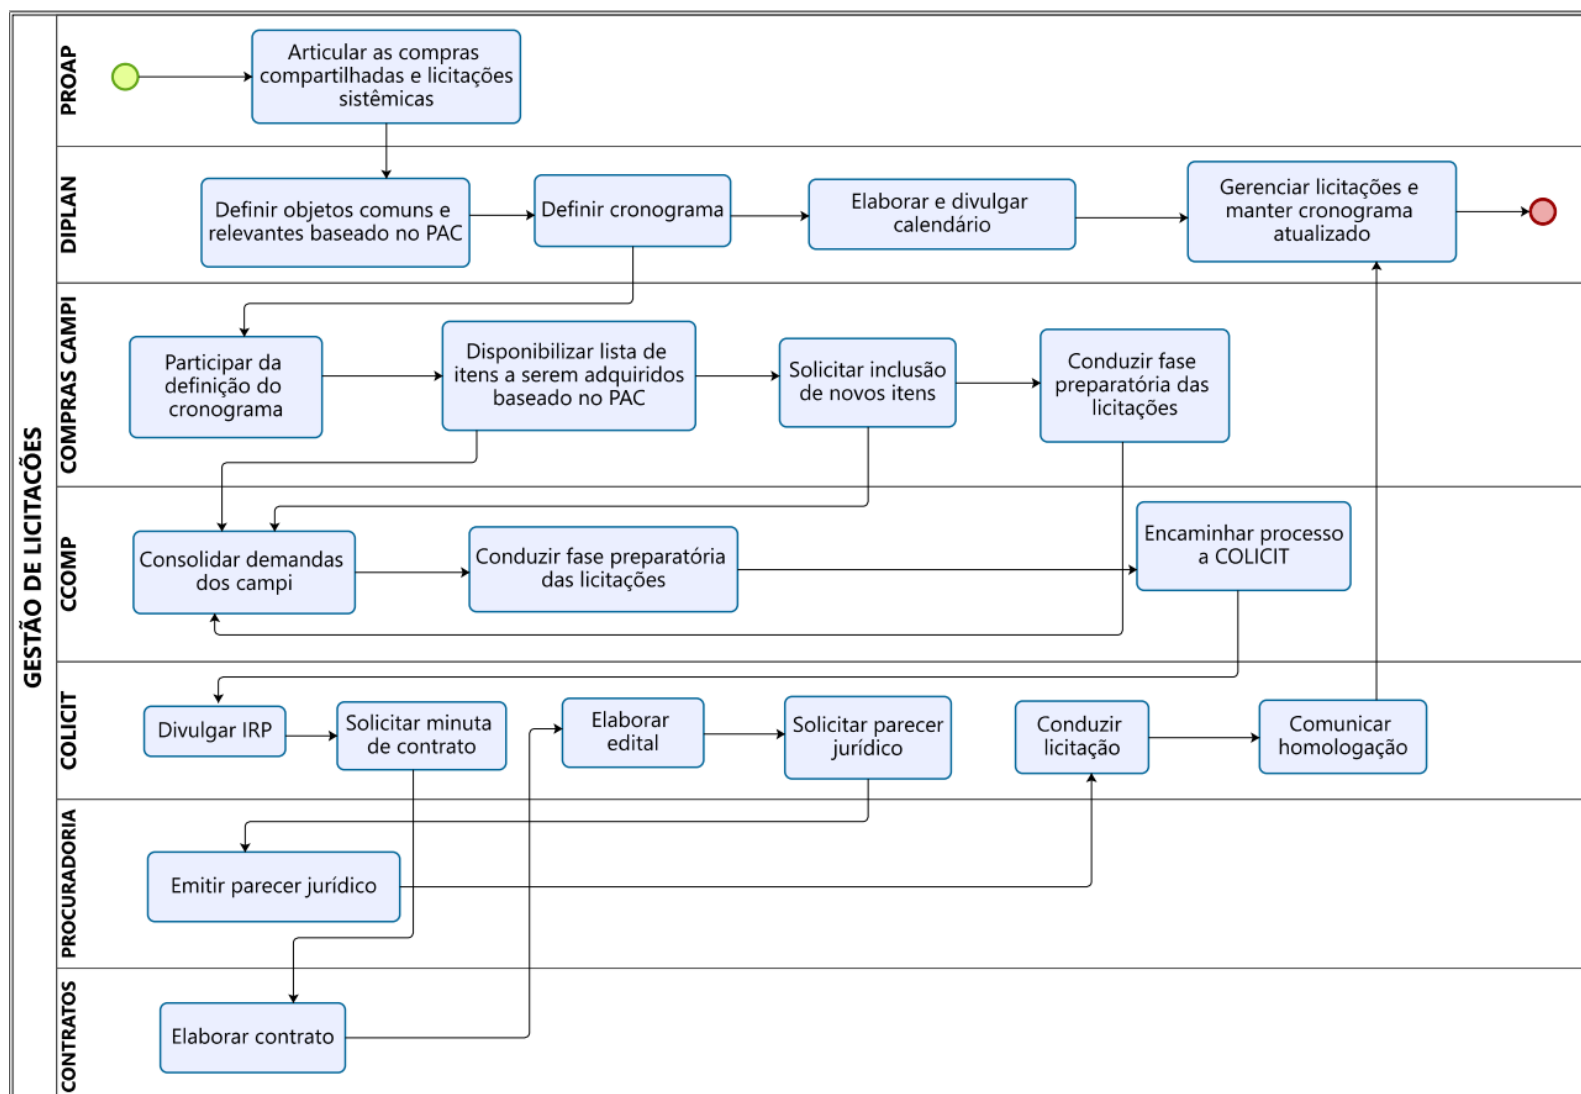 GESTÃO DE LICITACÕES
PROAP
Articular as compras
compartilhadas e licitações
sistêmicas
DIPLAN
Definir objetos comuns e
relevantes baseado no PAC
Definir cronograma
Elaborar e divulgar
calendário
Gerenciar licitações e
manter cronograma
atualizado
COMPRAS CAMPI
Participar da
definição do
cronograma
Disponibilizar lista de
itens a serem adquiridos
baseado no PAC
Solicitar inclusão
de novos itens
Conduzir fase
preparatória das
licitações
CCOMP
Consolidar demandas
dos campi
Conduzir fase preparatória
das licitações
Encaminhar processo
a COLICIT
COLICIT
Divulgar IRP
Solicitar minuta
de contrato
Elaborar
edital
Solicitar parecer
jurídico
Conduzir
licitação
Comunicar
homologação
PROCURADORIA
Emitir parecer jurídico
CONTRATOS
Elaborar contrato